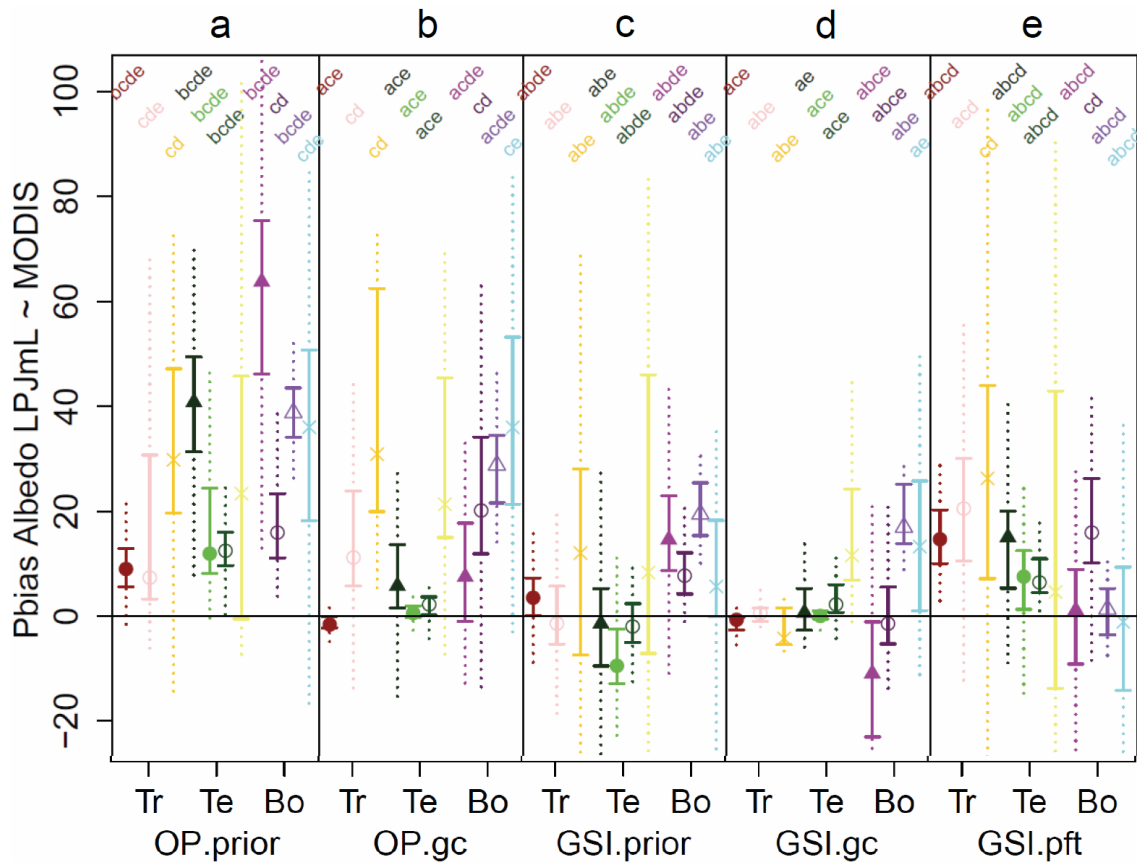 a b c d e
Pbias Albedo LPJmL ~ MODIS
100
80
60
40
20
0
−20
bcde
cde
cd
bcde
bcde
bcde
bcde
cd
bcde
cde
ace
cd
cd
ace
ace
ace
acde
cd
acde
ce
abde
abe
abe
abe
abde
abde
abde
abde
abe
abe
ace
abe
abe
ae
ace
ace
abce
abce
abe
ae
abcd
acd
cd
abcd
abcd
abcd
abcd
cd
abcd
abcd
Tr Te Bo Tr Te Bo Tr Te Bo Tr Te Bo Tr Te Bo
OP.prior OP.gc GSI.prior GSI.gc GSI.pft